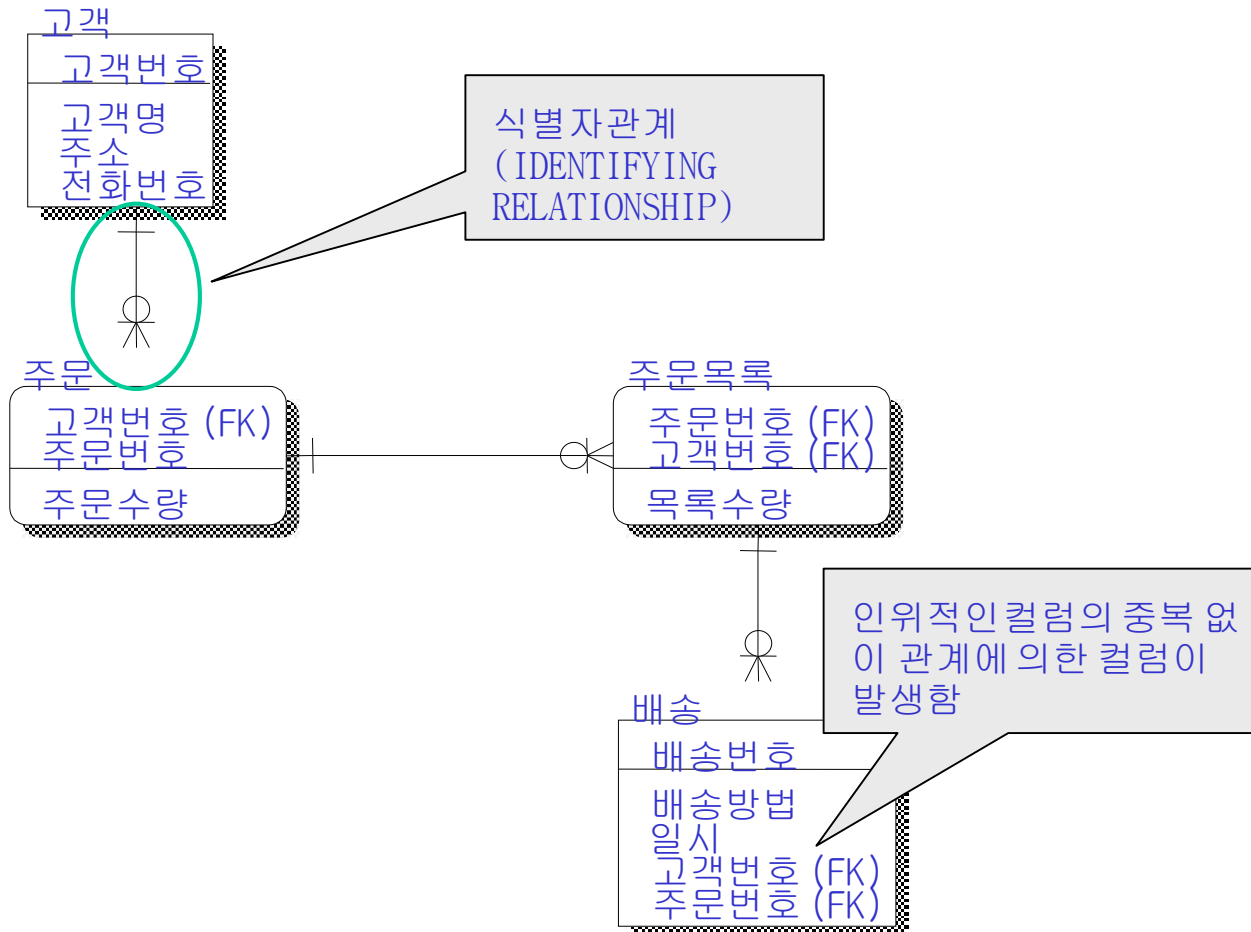 고객
고객번호
고객명
주소
전화번호
식별자관계
(IDENTIFYING
RELATIONSHIP)
주문
고객번호 (FK)
주문번호
주문수량
주문목록
주문번호 (FK)
고객번호 (FK)
목록수량
인위적인컬럼의 중복 없
이 관계에 의한 컬럼이
발생함
배송
배송번호
배송방법
일시
고객번호 (FK)
주문번호 (FK)